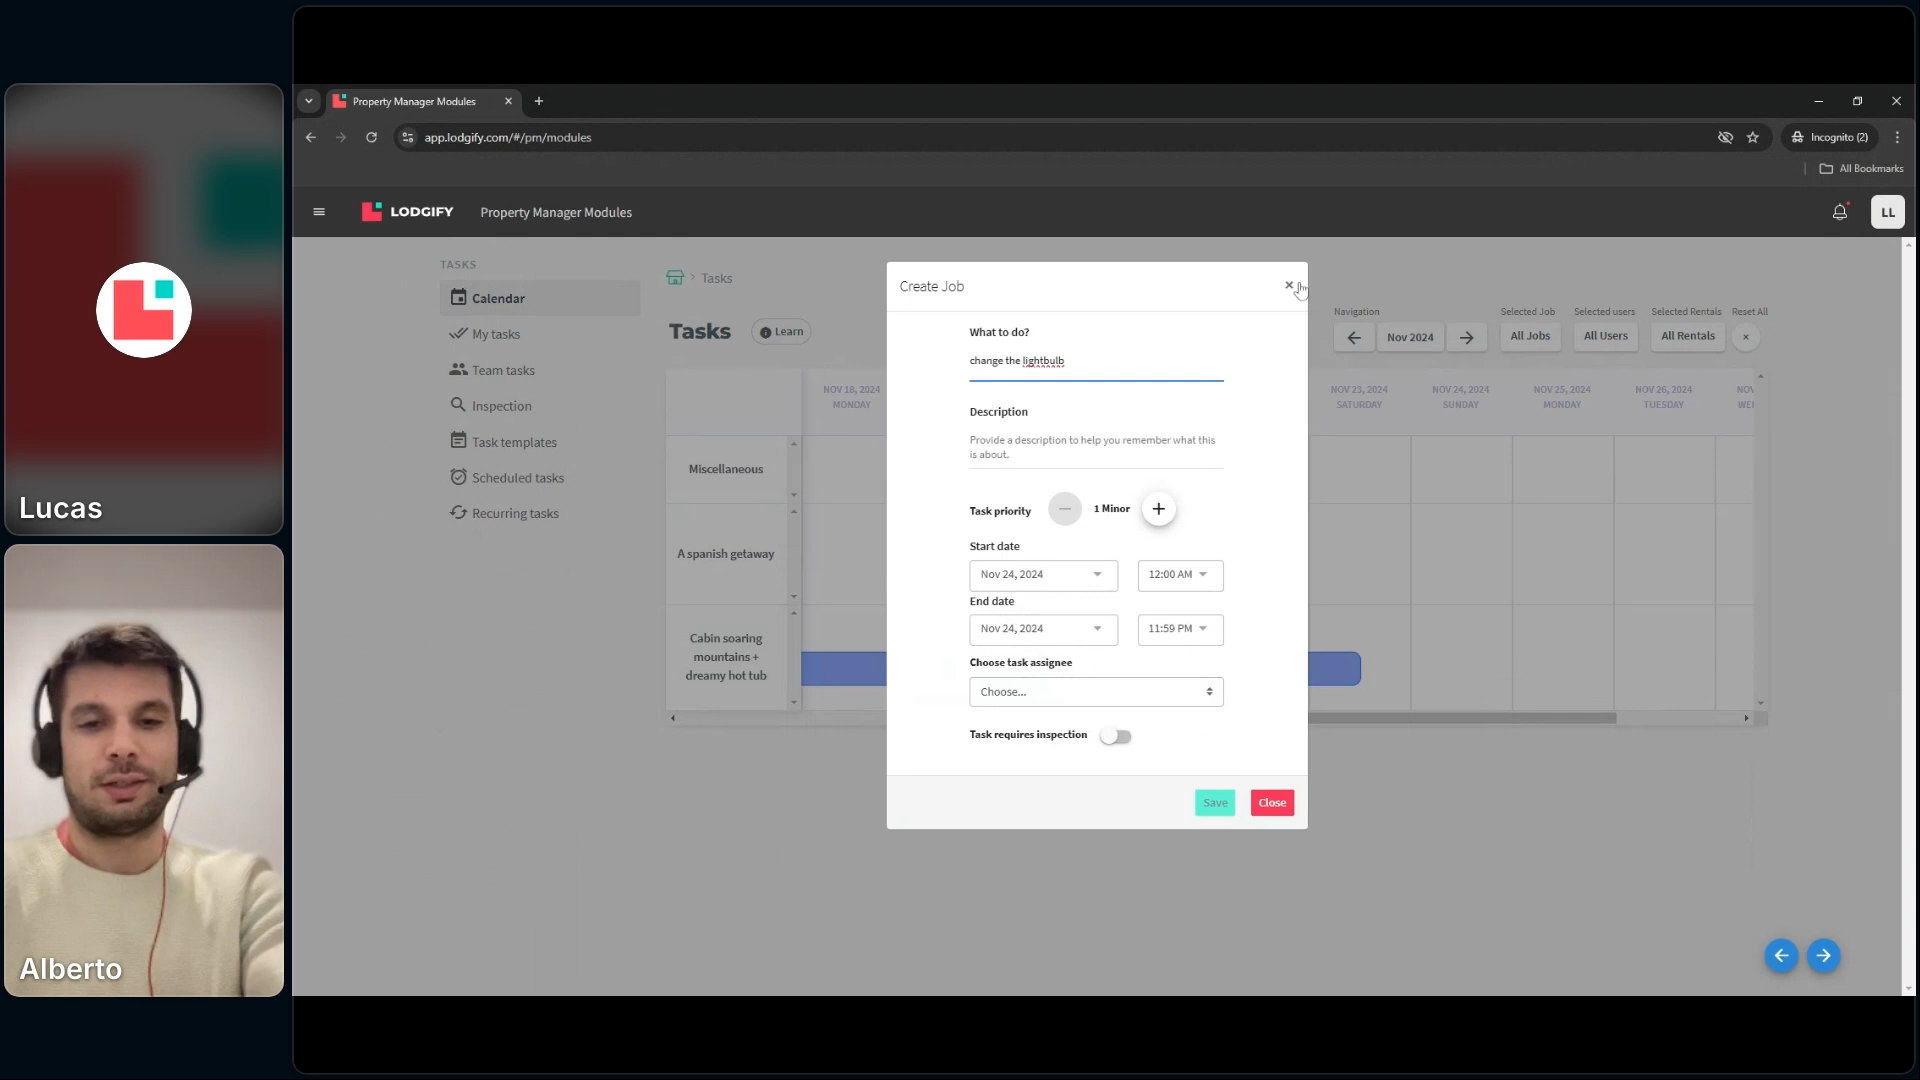 Lucas
Alberto
Property Manager Modules
app.lodgify.com/#/pm/modules
Incognito (2)
All Bookmarks
LODGIFY
Property Manager Modules
LL
TASKS
Calendar
My tasks
Team tasks
Inspection
Task templates
Scheduled tasks
Recurring tasks
Tasks
Tasks
Learn
Navigation
Selected Job
Selected users
Selected Rentals
Reset All
Nov 2024
All Jobs
All Users
All Rentals
NOV 18, 2024
MONDAY
NOV 23, 2024
SATURDAY
NOV 24, 2024
SUNDAY
NOV 25, 2024
MONDAY
NOV 26, 2024
TUESDAY
NOV
WE
Miscellaneous
A spanish getaway
Cabin soaring
mountains +
dreamy hot tub
Create Job
What to do?
change the lightbulb
Description
Provide a description to help you remember what this
is about.
Task priority
1 Minor
Start date
Nov 24, 2024
12:00 AM
End date
Nov 24, 2024
11:59 PM
Choose task assignee
Choose...
Task requires inspection
Save
Close